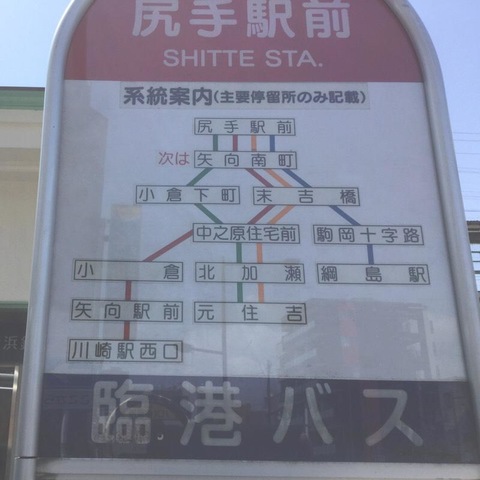 尻手駅前
SHITTE STA.
系統案内(主要停留所のみ記載)
尻手駅前
次は 矢向南町
小倉下町 末吉橋
中之原住宅前 駒岡十字路
小倉 北加瀬 綱島駅
矢向駅前 元住吉
川崎駅西口
臨港バス